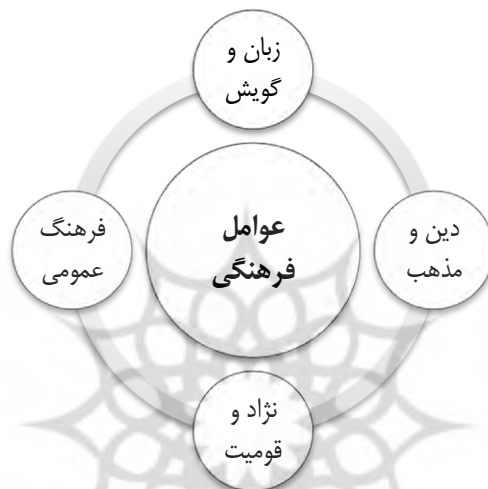 زبان و
گویش
عوامل
فرهنگی
دین و
مذهب
فرهنگ
عمومی
نژاد و
قومیت